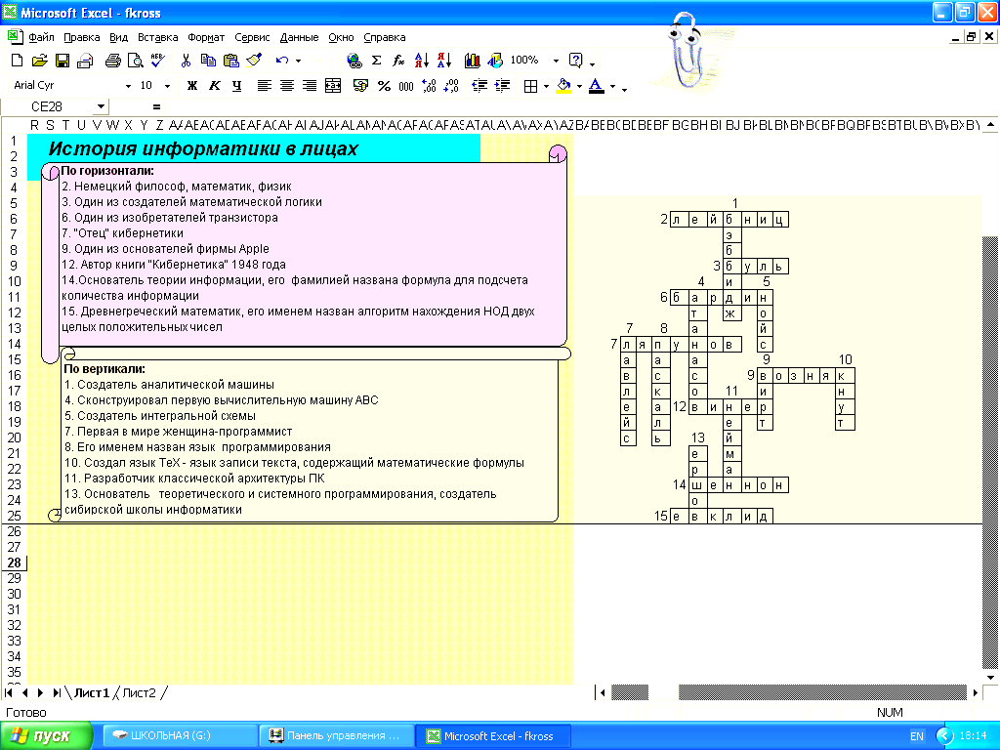 Microsoft Excel - fkross
Файл Правка Вид Вставка Формат Сервис Данные Окно Справка
100%
Arial Cyr 10 Ж К Ч % 000
CE28 =
R S T U V W X Y Z
История информатики в лицах
По горизонтали:
2. Немецкий философ, математик, физик
3. Один из создателей математической логики
6. Один из изобретателей транзистора
7. "Отец" кибернетики
9. Один из основателей фирмы Apple
12. Автор книги "Кибернетика" 1948 года
14.Основатель теории информации, его фамилией названа формула для подсчета
количества информации
15. Древнегреческий математик, его именем назван алгоритм нахождения НОД двух
целых положительных чисел
По вертикали:
1. Создатель аналитической машины
4. Сконструировал первую вычислительную машину ABC
5. Создатель интегральной схемы
7. Первая в мире женщина-программист
8. Его именем назван язык программирования
10. Создал язык TeX - язык записи текста, содержащий математические формулы
11. Разработчик классической архитектуры ПК
13. Основатель теоретического и системного программирования, создатель
сибирской школы информатики
1
2 л е й б н и ц
э
б
3 б у л ь
4 и 5
6 б а р д и н
т ж о
7 8 а й
7 л я п у н о в с
а а а 9 10
в с с 9 в о з н я к
л к о 11 и н
е а 12 в и н е р у
й л е т т
с ь 13 й
е м
р а
14 ш е н н о н
о
15 е в к л и д
1
2
3
4
5
6
7
8
9
10
11
12
13
14
15
16
17
18
19
20
21
22
23
24
25
26
27
28
29
30
31
32
33
34
35
Лист1 Лист2
Готово NUM
пуск ШКОЛЬНАЯ (G:) Панель управления ... Microsoft Excel - fkross EN 18:14